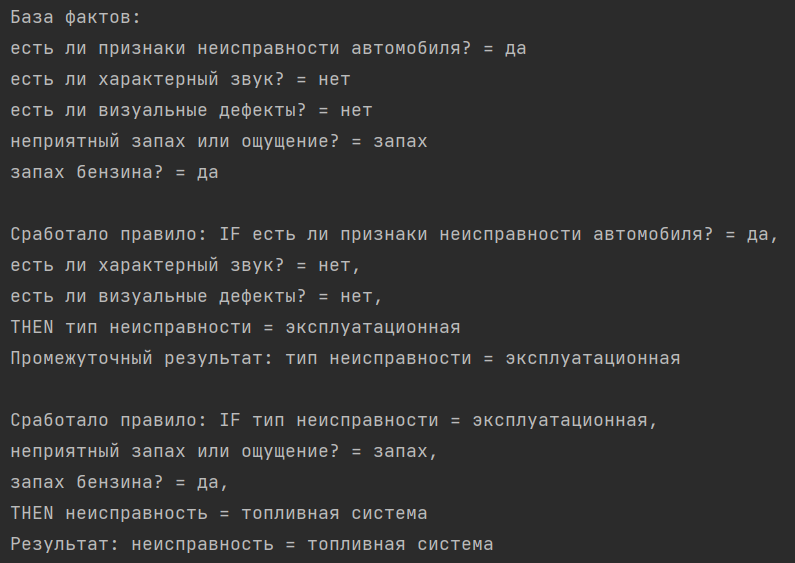 База фактов:
есть ли признаки неисправности автомобиля? = да
есть ли характерный звук? = нет
есть ли визуальные дефекты? = нет
неприятный запах или ощущение? = запах
запах бензина? = да
Сработало правило: IF есть ли признаки неисправности автомобиля? = да,
есть ли характерный звук? = нет,
есть ли визуальные дефекты? = нет,
THEN тип неисправности = эксплуатационная
Промежуточный результат: тип неисправности = эксплуатационная
Сработало правило: IF тип неисправности = эксплуатационная,
неприятный запах или ощущение? = запах,
запах бензина? = да,
THEN неисправность = топливная система
Результат: неисправность = топливная система